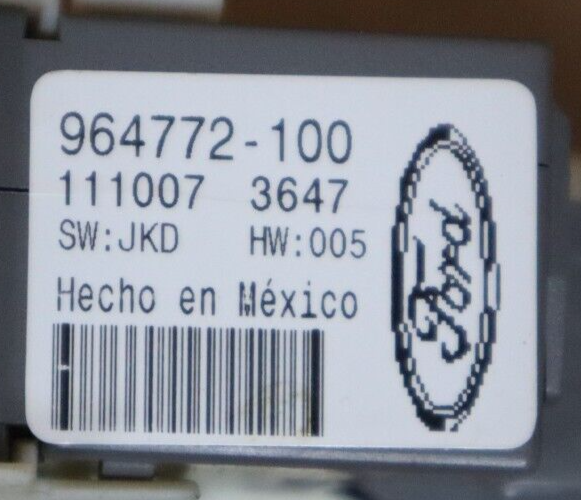 964772-100
111007 3647
SW:JKD HW:005
Hecho en México
Ford